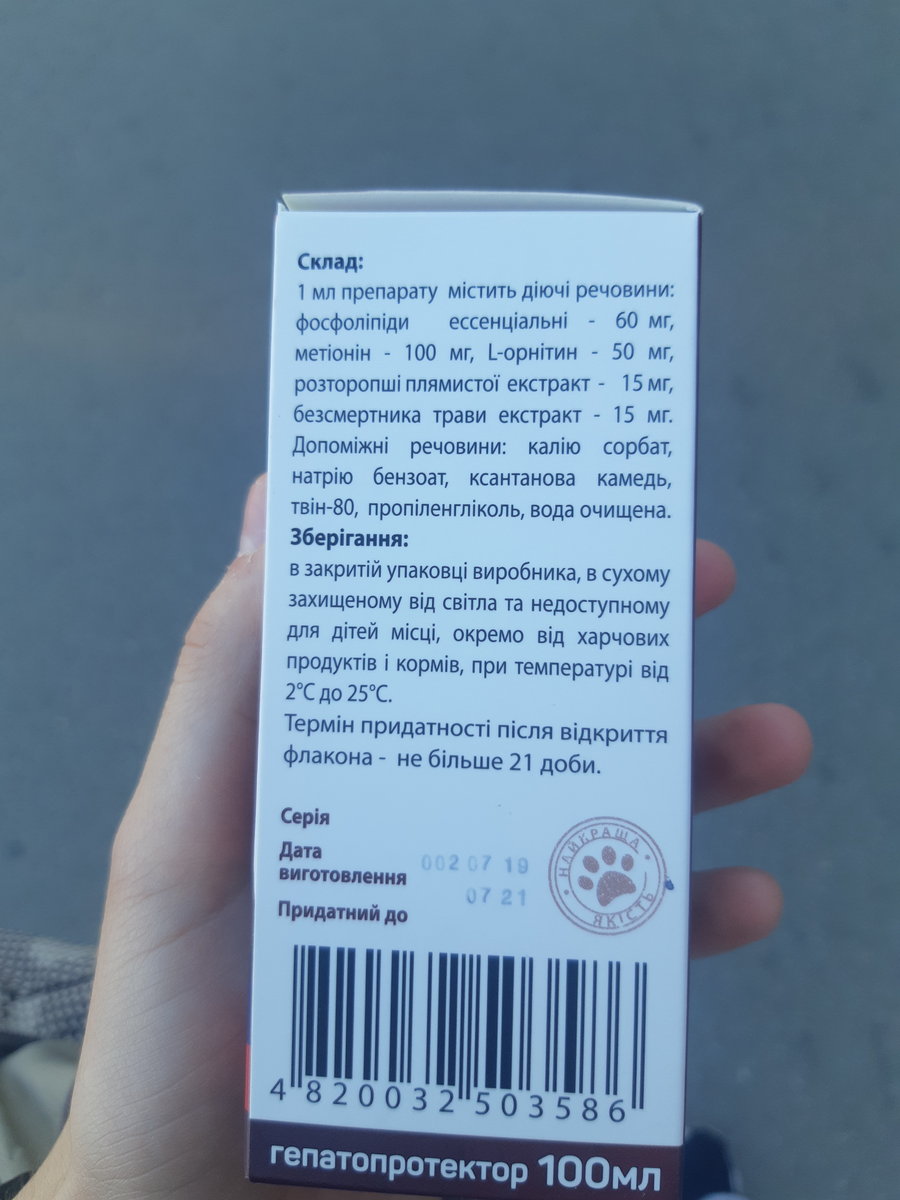 Склад:
1 мл препарату містить діючі речовини:
фосфоліпіди ессенціальні - 60 мг,
метіонін - 100 мг, L-орнітин - 50 мг,
розторопші плямистої екстракт - 15 мг,
безсмертника трави екстракт - 15 мг.
Допоміжні речовини: калію сорбат,
натрію бензоат, ксантанова камедь,
твін-80, пропіленгліколь, вода очищена.
Зберігання:
в закритій упаковці виробника, в сухому
захищеному від світла та недоступному
для дітей місці, окремо від харчових
продуктів і кормів, при температурі від
2°С до 25°С.
Термін придатності після відкриття
флакона - не більше 21 доби.
Серія
Дата
виготовлення
002 07 19
07 21
Придатний до
НАЙКРАЩА
ЯКІСТЬ
4 820032 503586
гепатопротектор 100мл